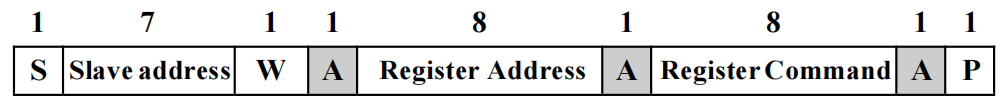 1 7 1 1 8 1 8 1 1
S Slave address W A Register Address A Register Command A P